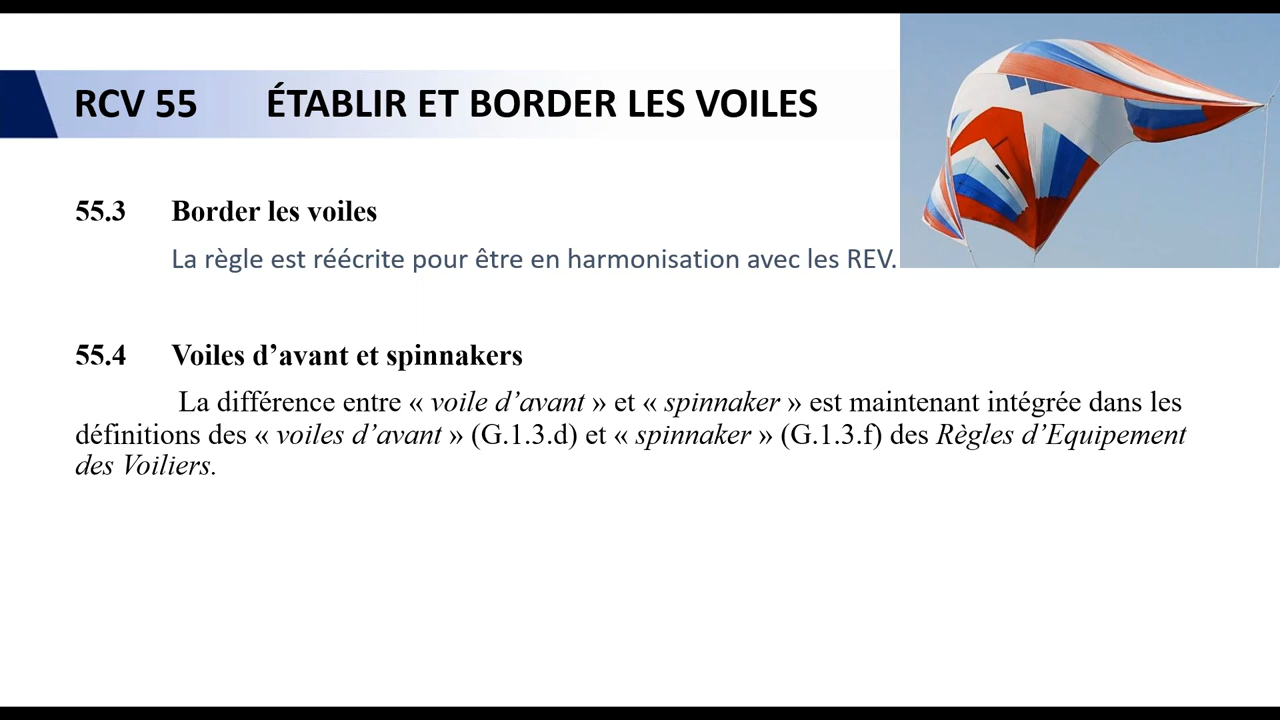 RCV 55 ÉTABLIR ET BORDER LES VOILES
55.3 Border les voiles
La règle est réécrite pour être en harmonisation avec les REV.
55.4 Voiles d’avant et spinnakers
La différence entre « voile d’avant » et « spinnaker » est maintenant intégrée dans les
définitions des « voiles d’avant » (G.1.3.d) et « spinnaker » (G.1.3.f) des Règles d’Equipement
des Voiliers.